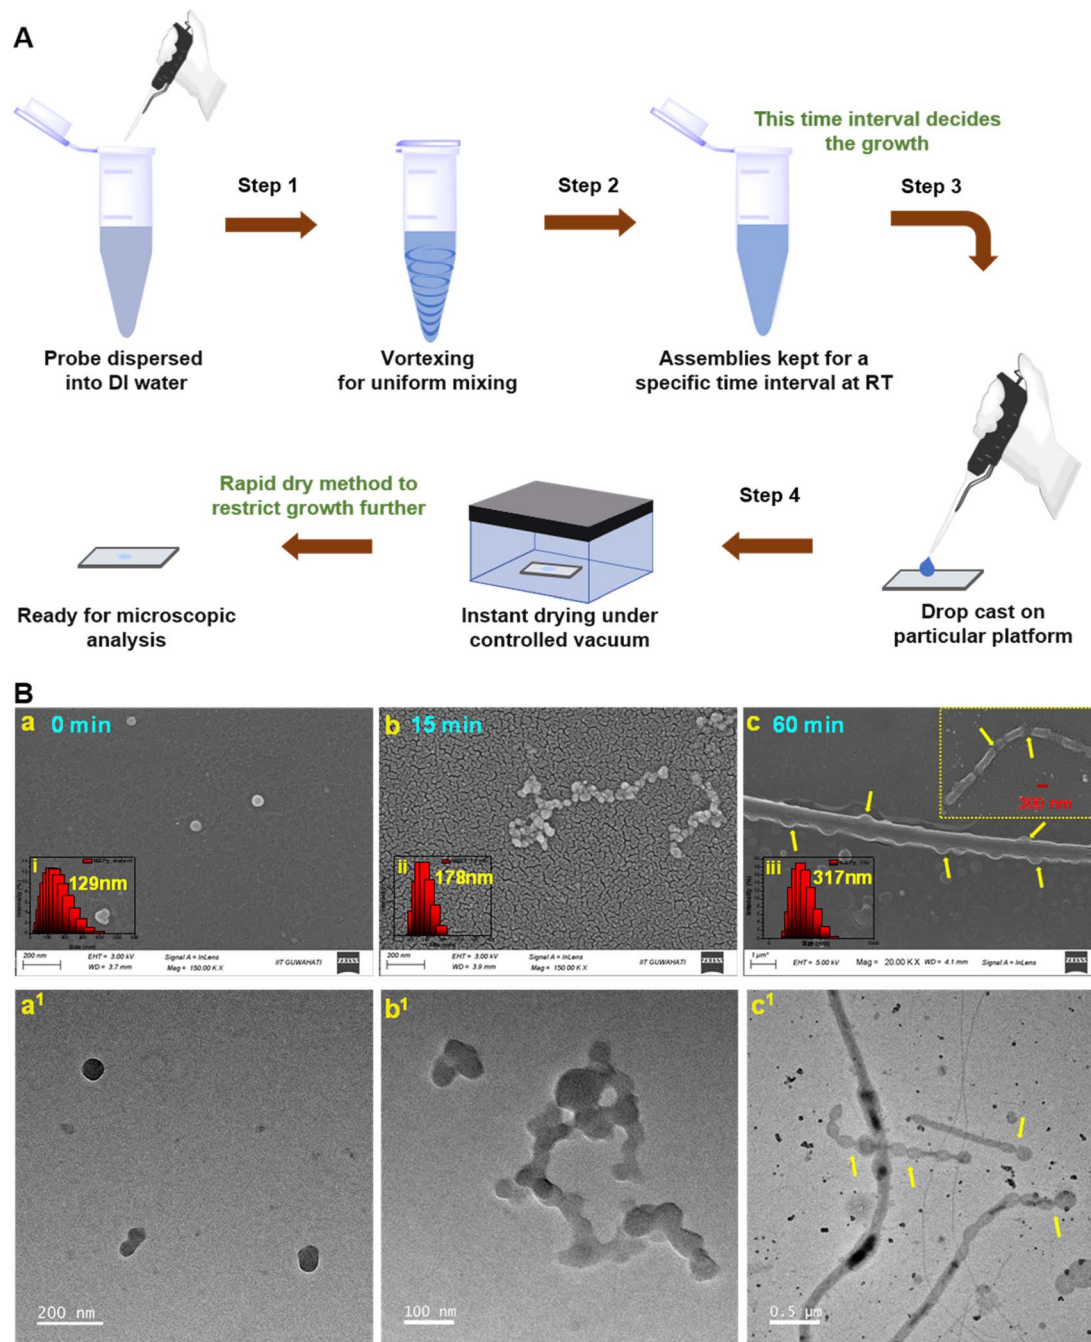 A
This time interval decides
the growth
Step 1
Step 2
Step 3
Probe dispersed
into DI water
Vortexing
for uniform mixing
Assemblies kept for a
specific time interval at RT
Rapid dry method to
restrict growth further
Step 4
Ready for microscopic
analysis
Instant drying under
controlled vacuum
Drop cast on
particular platform
B
a 0 min
b 15 min
c 60 min
300 nm
i
129nm
ii
178nm
iii
317nm
200 nm
EHT = 3.00 kV
Signal A = InLens
WD = 3.7 mm
Mag = 150.00 K X
IIT GUWAHATI
ZEISS
200 nm
EHT = 3.00 kV
Signal A = InLens
WD = 3.9 mm
Mag = 150.00 K X
IIT GUWAHATI
ZEISS
1 µm*
EHT = 5.00 kV
Mag = 20.00 K X
WD = 4.1 mm
Signal A = InLens
ZEISS
a¹
b¹
c¹
200 nm
100 nm
0.5 µm